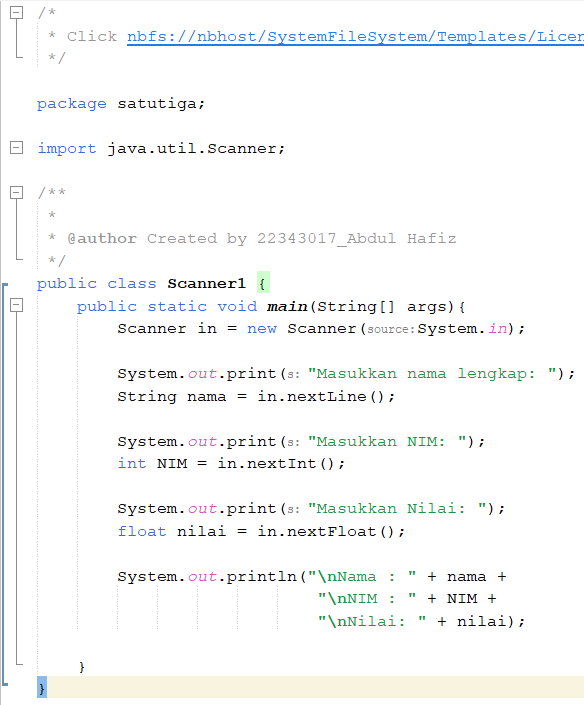 /*
 * Click nbfs://nbhost/SystemFileSystem/Templates/Licen
 */
package satutiga;
import java.util.Scanner;
/**
 *
 * @author Created by 22343017_Abdul Hafiz
 */
public class Scanner1 {
    public static void main(String[] args){
        Scanner in = new Scanner(source:System.in);
        System.out.print(s: "Masukkan nama lengkap: ");
        String nama = in.nextLine();
        System.out.print(s: "Masukkan NIM: ");
        int NIM = in.nextInt();
        System.out.print(s: "Masukkan Nilai: ");
        float nilai = in.nextFloat();
        System.out.println("\nNama : " + nama +
                            "\nNIM : " + NIM +
                            "\nNilai: " + nilai);
    }
}